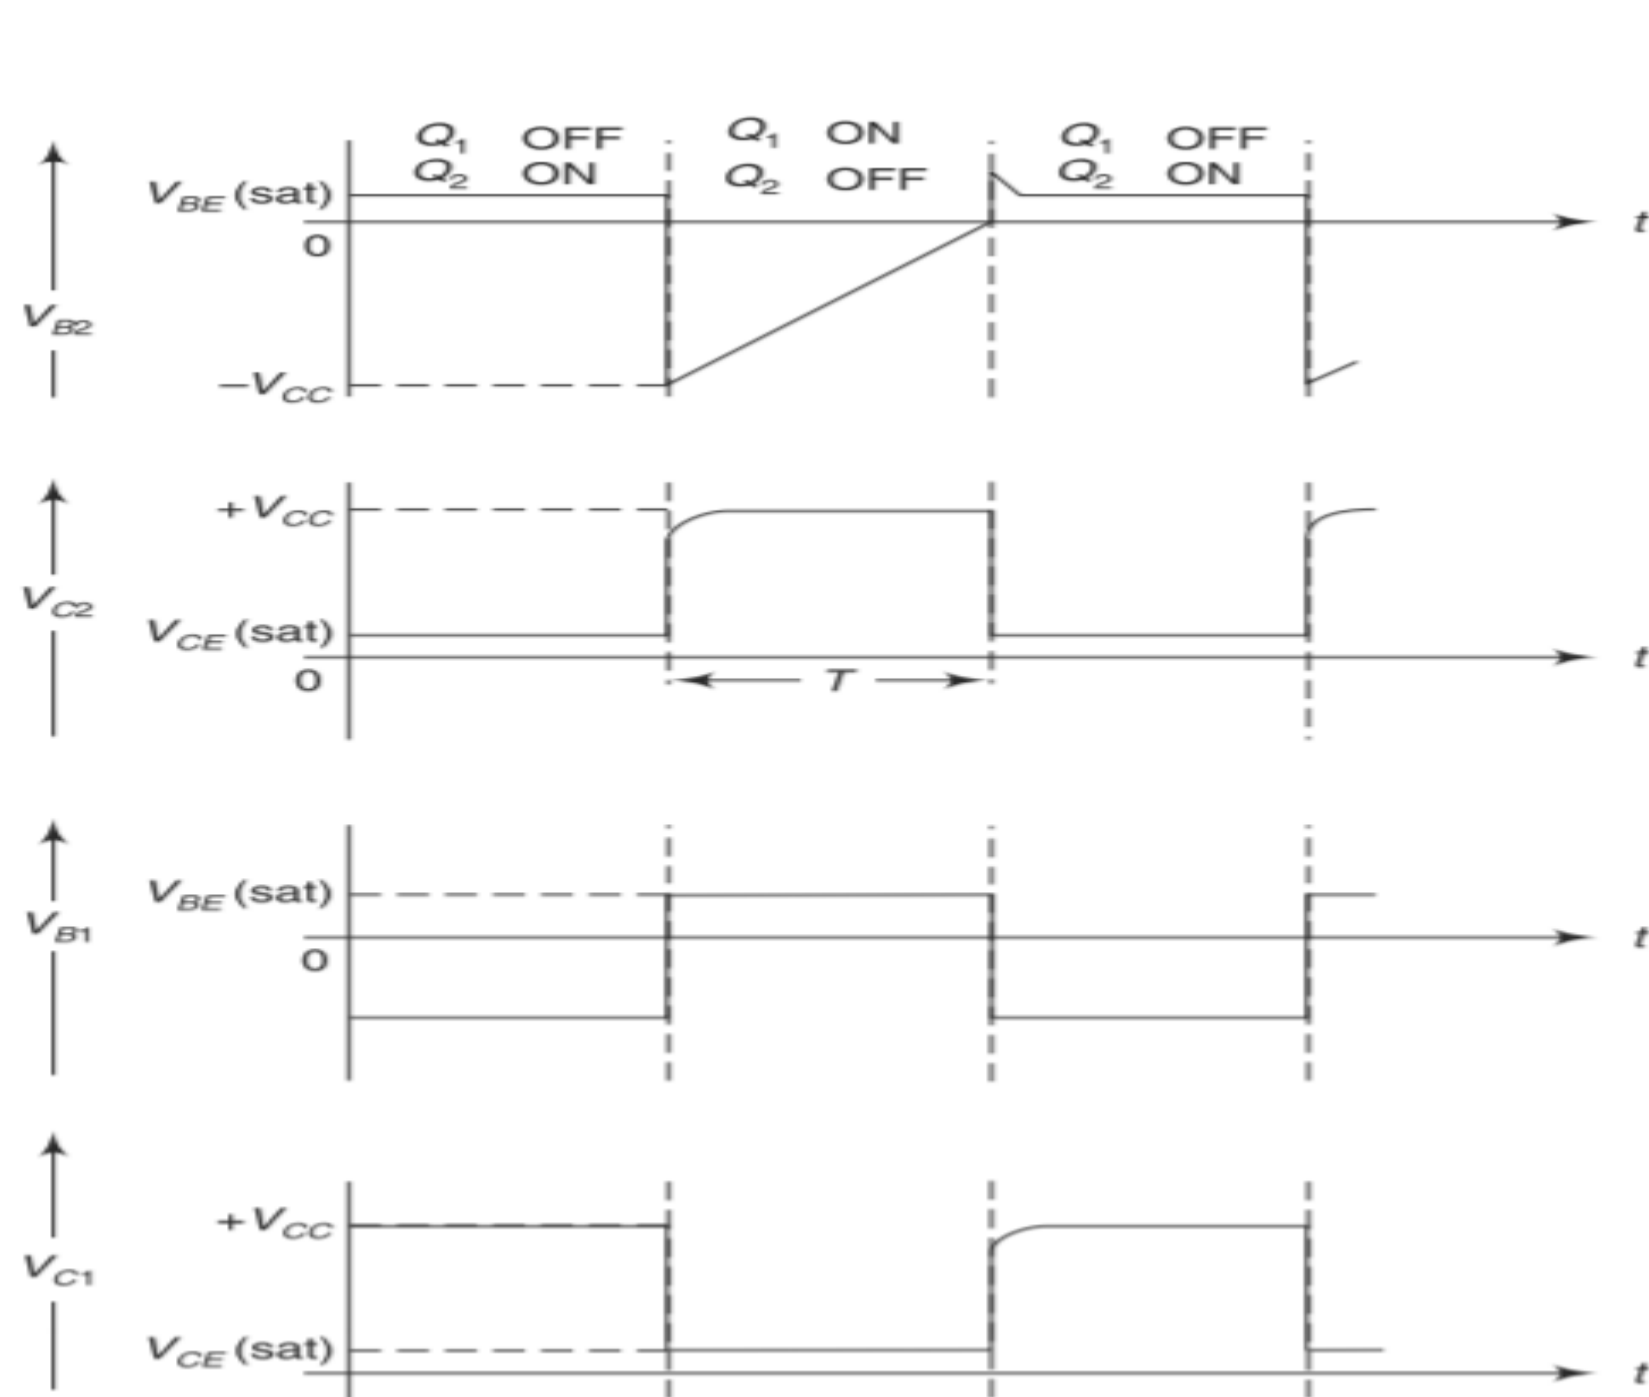 Q1 OFF Q1 ON Q1 OFF
Q2 ON Q2 OFF Q2 ON
VBE (sat)
0
t
VB2
–VCC
+VCC
VC2
VCE (sat)
t
0
T
VBE (sat)
VB1
t
0
+VCC
VC1
VCE (sat)
t